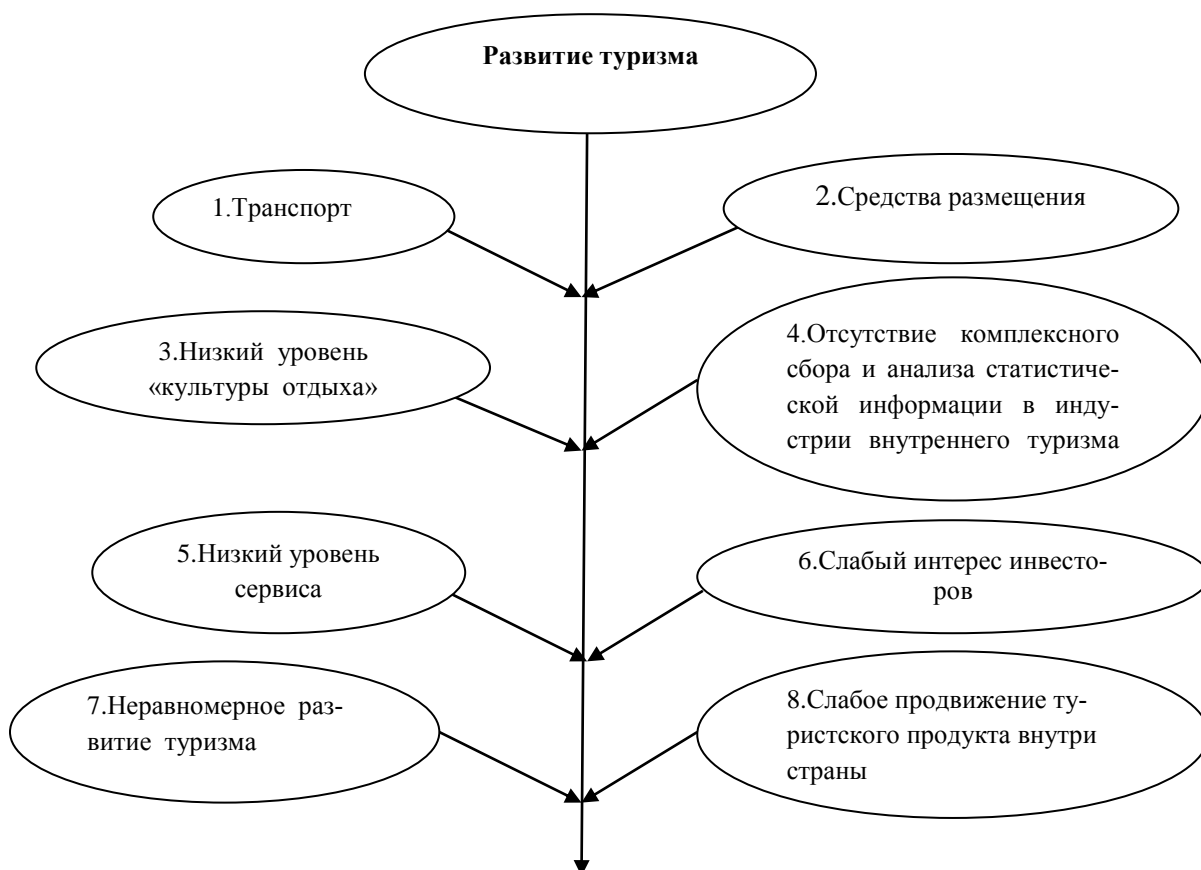 Развитие туризма
1.Транспорт
2.Средства размещения
3.Низкий уровень
«культуры отдыха»
4.Отсутствие комплексного
сбора и анализа статистиче-
ской информации в инду-
стрии внутреннего туризма
5.Низкий уровень
сервиса
6.Слабый интерес инвесто-
ров
7.Неравномерное раз-
витие туризма
8.Слабое продвижение ту-
ристского продукта внутри
страны